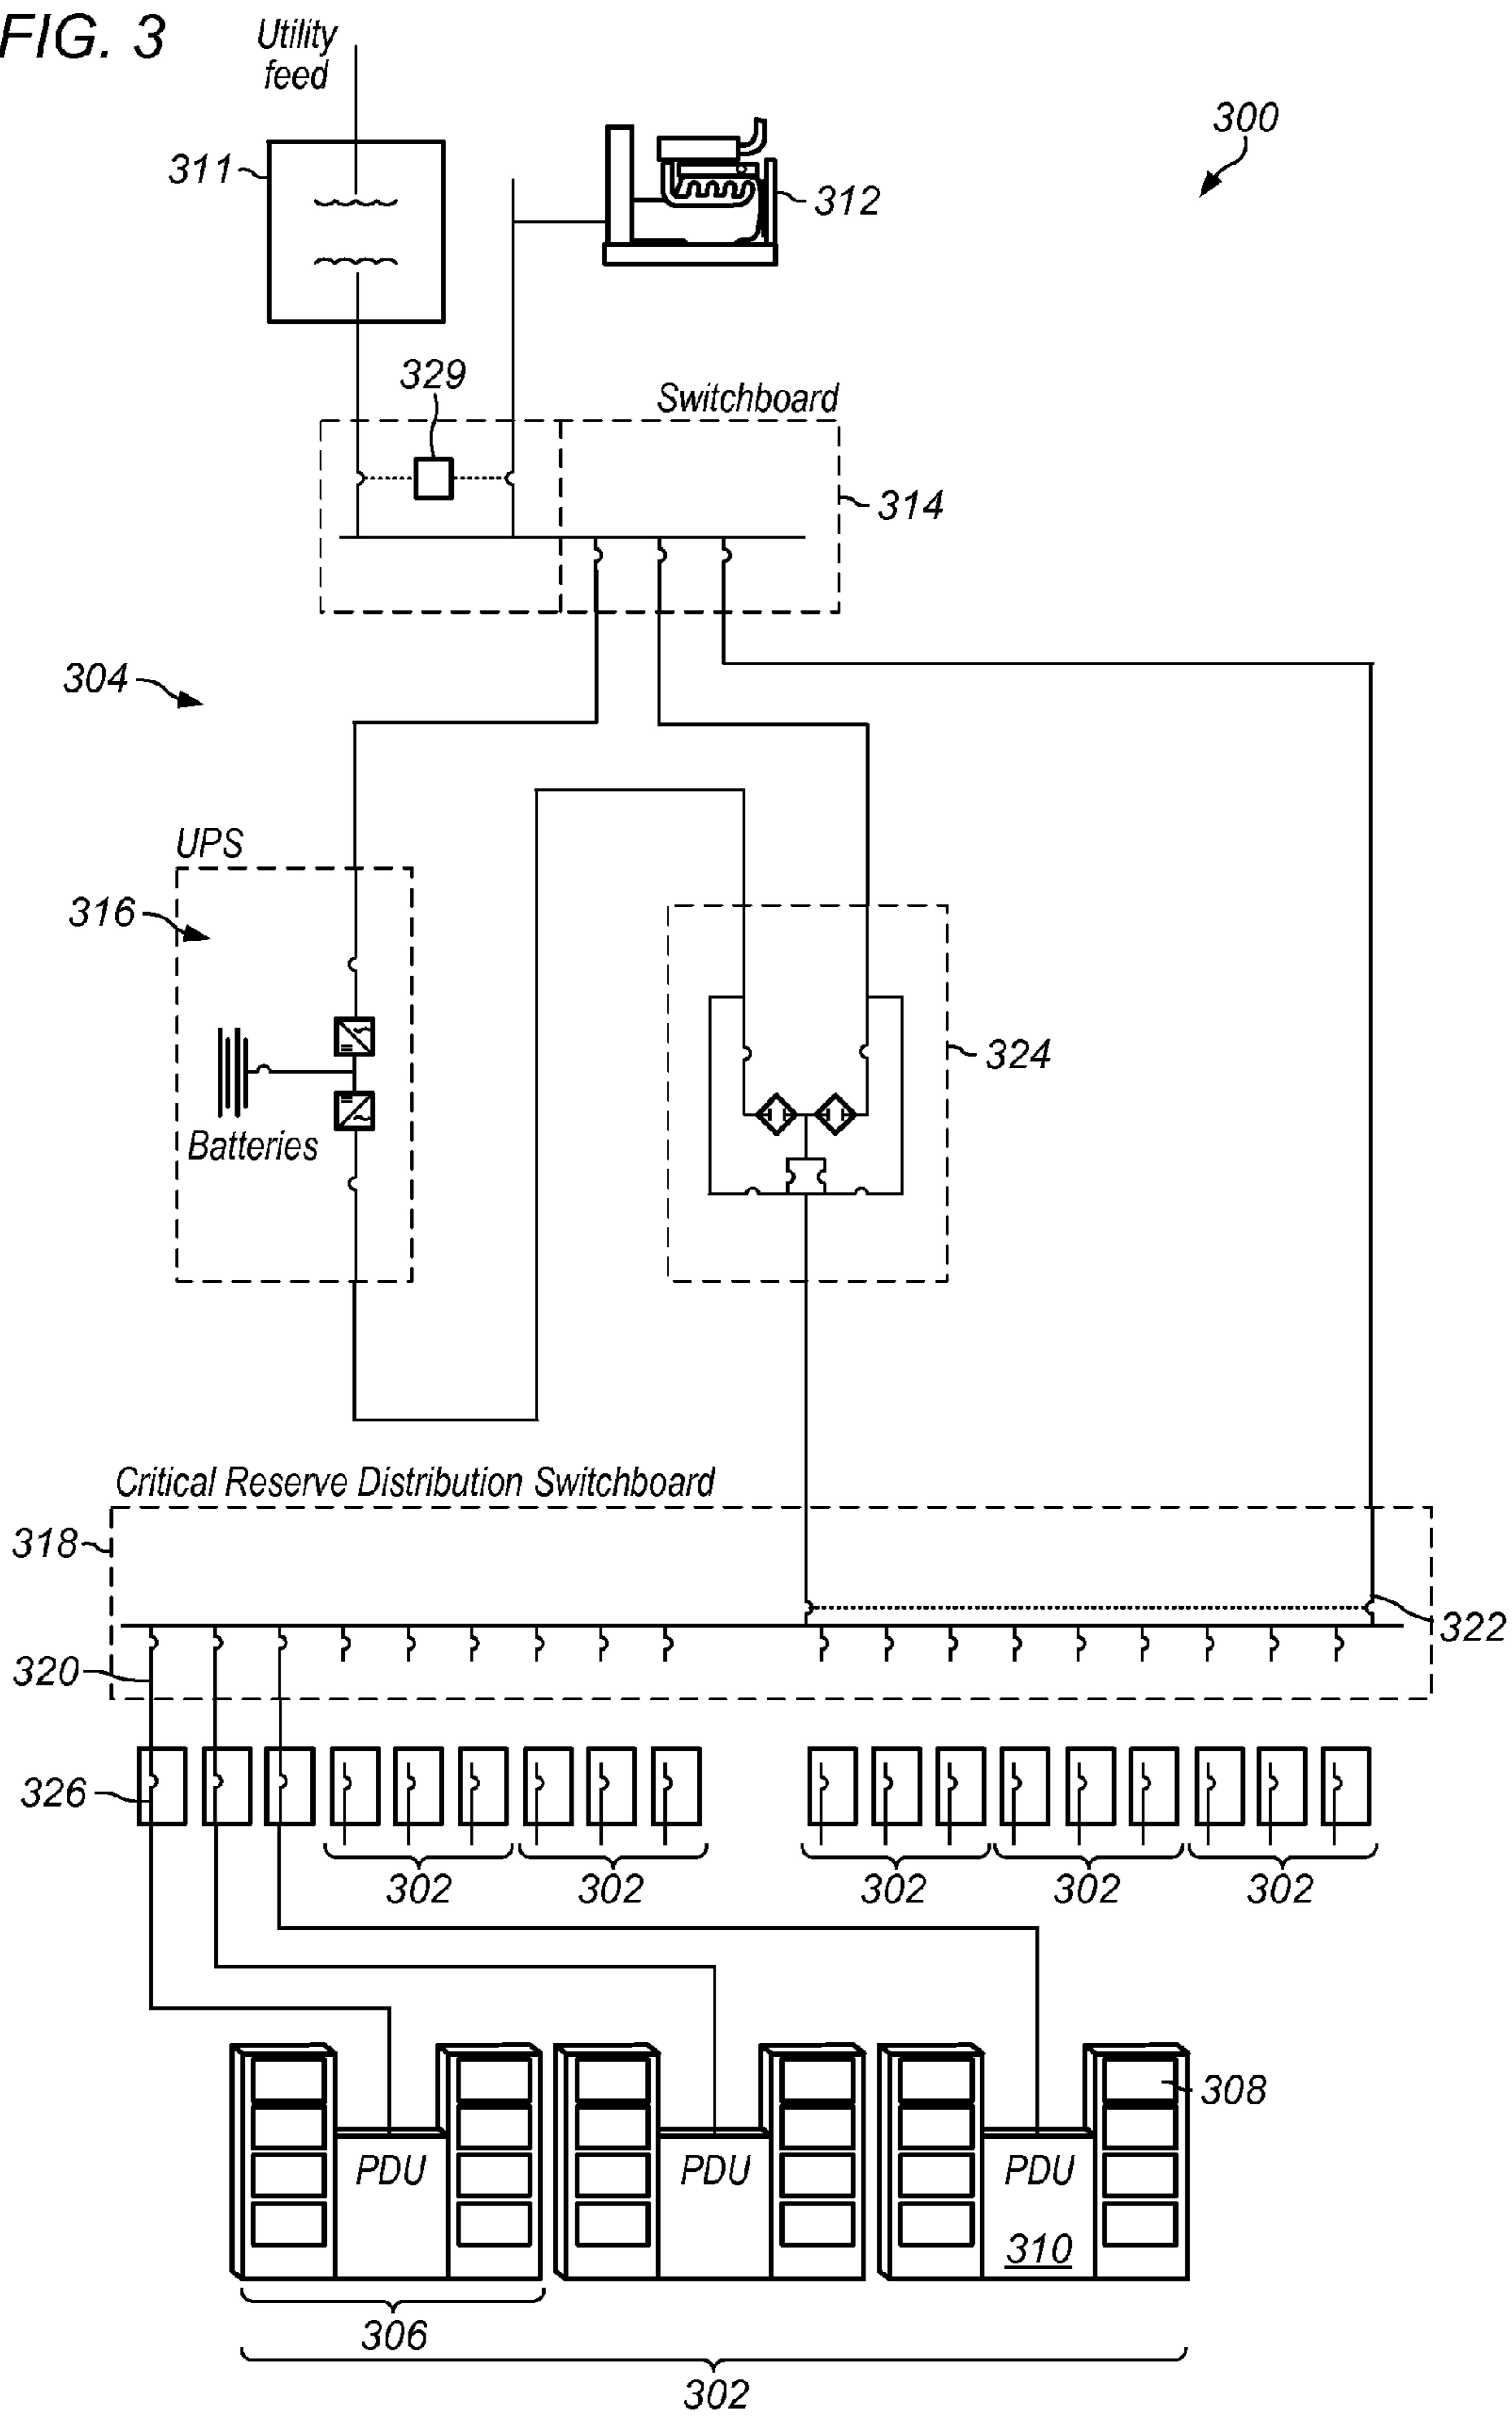 FIG. 3
Utility
feed
300
311
312
329
Switchboard
314
304
UPS
316
324
Batteries
Critical Reserve Distribution Switchboard
318
322
320
326
302
302
302
302
302
308
PDU
PDU
PDU
310
306
302